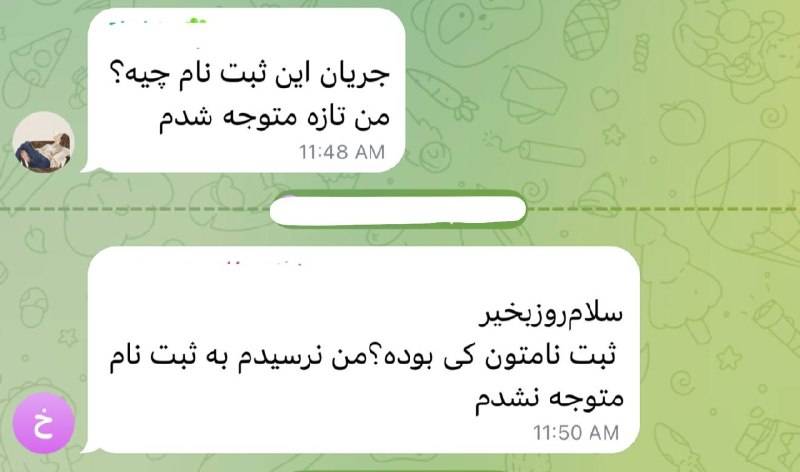 جریان این ثبت نام چیه؟
من تازه متوجه شدم
11:48 AM
سلام‌روزبخیر
ثبت نامتون کی بوده؟من نرسیدم به ثبت نام
متوجه نشدم
11:50 AM
خ